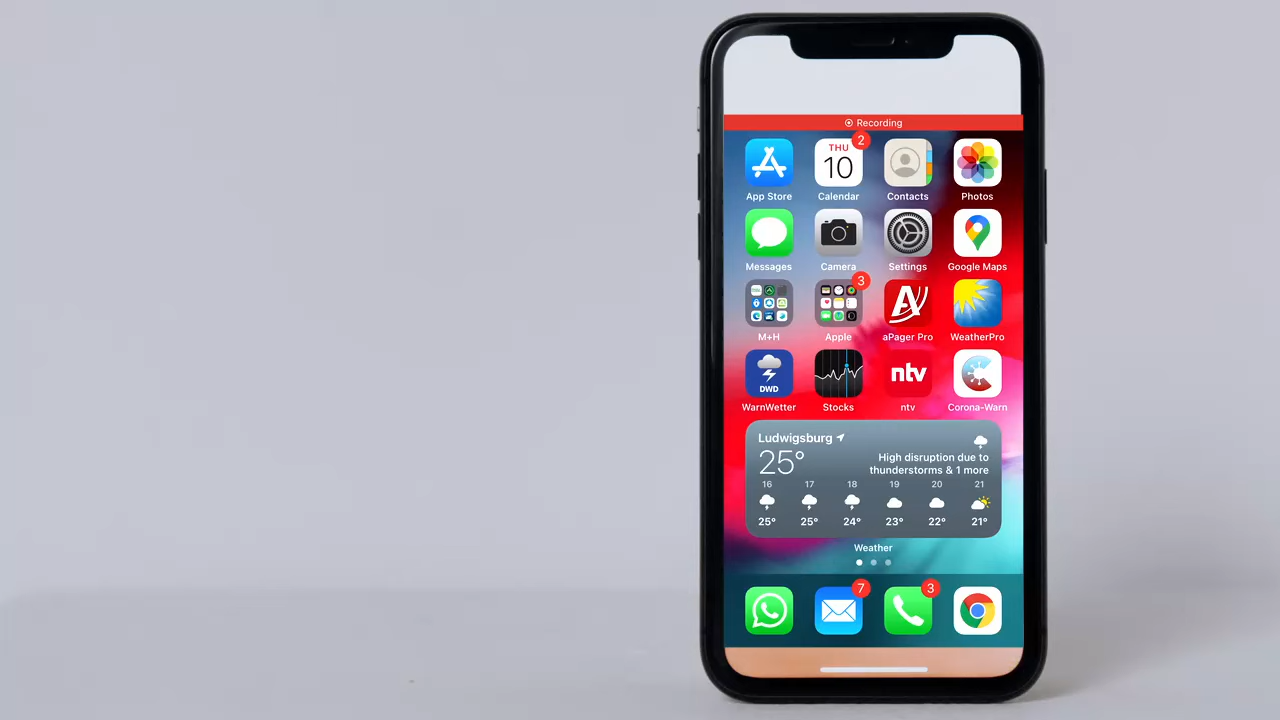 Recording
2
THU
10
App Store
Calendar
Contacts
Photos
Messages
Camera
Settings
Google Maps
3
M+H
Apple
aPager Pro
WeatherPro
DWD
ntv
WarnWetter
Stocks
ntv
Corona-Warn
Ludwigsburg
25°
High disruption due to
thunderstorms & 1 more
16 17 18 19 20 21
25° 25° 24° 23° 22° 21°
Weather
7
3